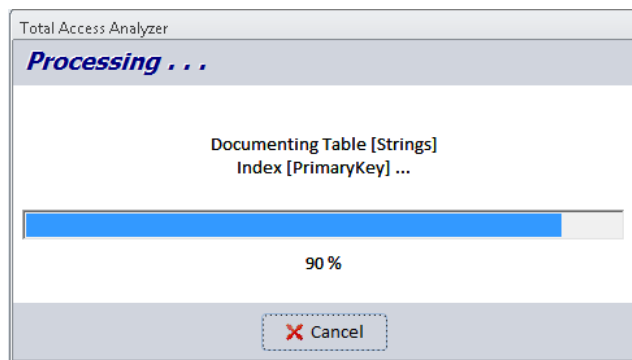 Total Access Analyzer
Processing . . .
Documenting Table [Strings]
Index [PrimaryKey] ...
90 %
Cancel